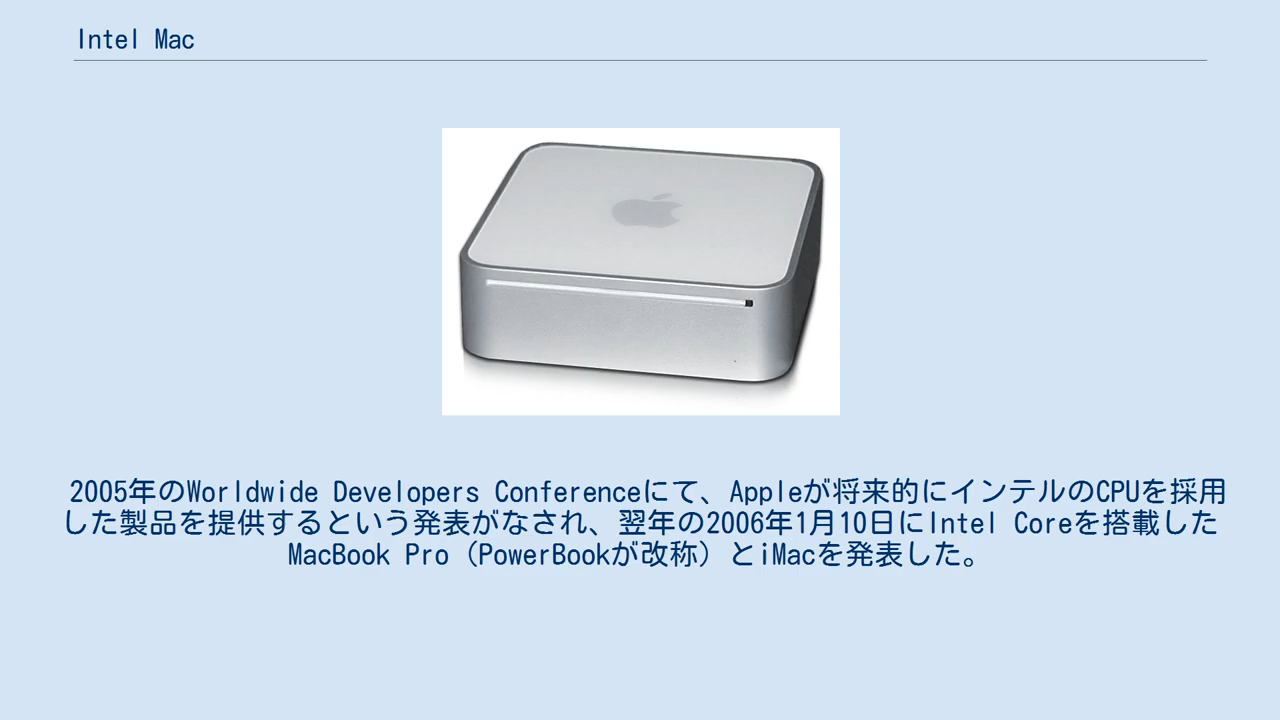 Intel Mac
2005年のWorldwide Developers Conferenceにて、Appleが将来的にインテルのCPUを採用
した製品を提供するという発表がなされ、翌年の2006年1月10日にIntel Coreを搭載した
MacBook Pro（PowerBookが改称）とiMacを発表した。